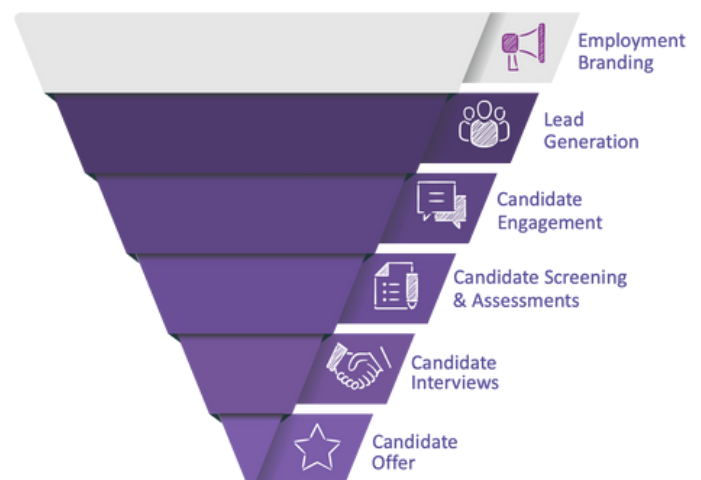 Employment
Branding
Lead
Generation
Candidate
Engagement
Candidate Screening
& Assessments
Candidate
Interviews
Candidate
Offer